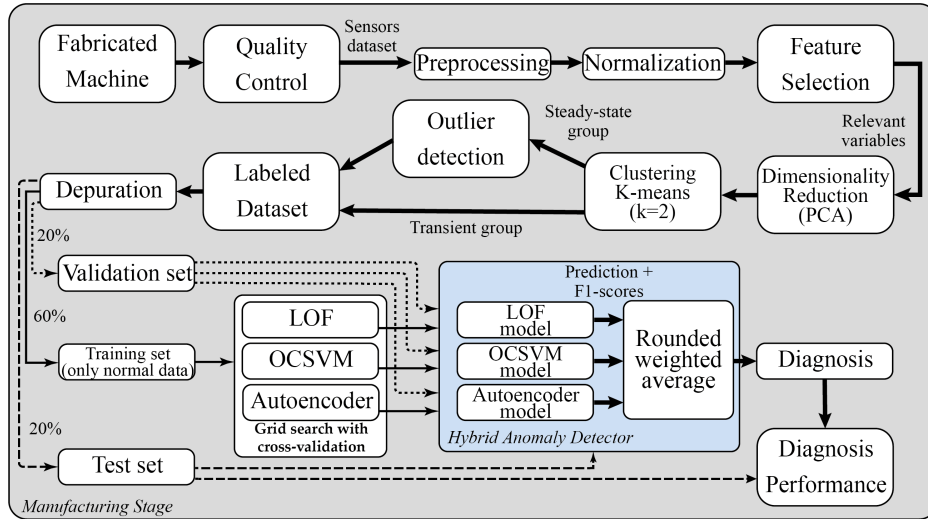 Fabricated
Machine
Quality
Control
Sensors
dataset
Preprocessing
Normalization
Feature
Selection
Relevant
variables
Dimensionality
Reduction
(PCA)
Clustering
K-means
(k=2)
Steady-state
group
Outlier
detection
Transient group
Labeled
Dataset
Depuration
20%
Validation set
60%
Training set
(only normal data)
20%
Test set
LOF
OCSVM
Autoencoder
Grid search with
cross-validation
Prediction +
F1-scores
LOF
model
OCSVM
model
Autoencoder
model
Rounded
weighted
average
Hybrid Anomaly Detector
Diagnosis
Diagnosis
Performance
Manufacturing Stage